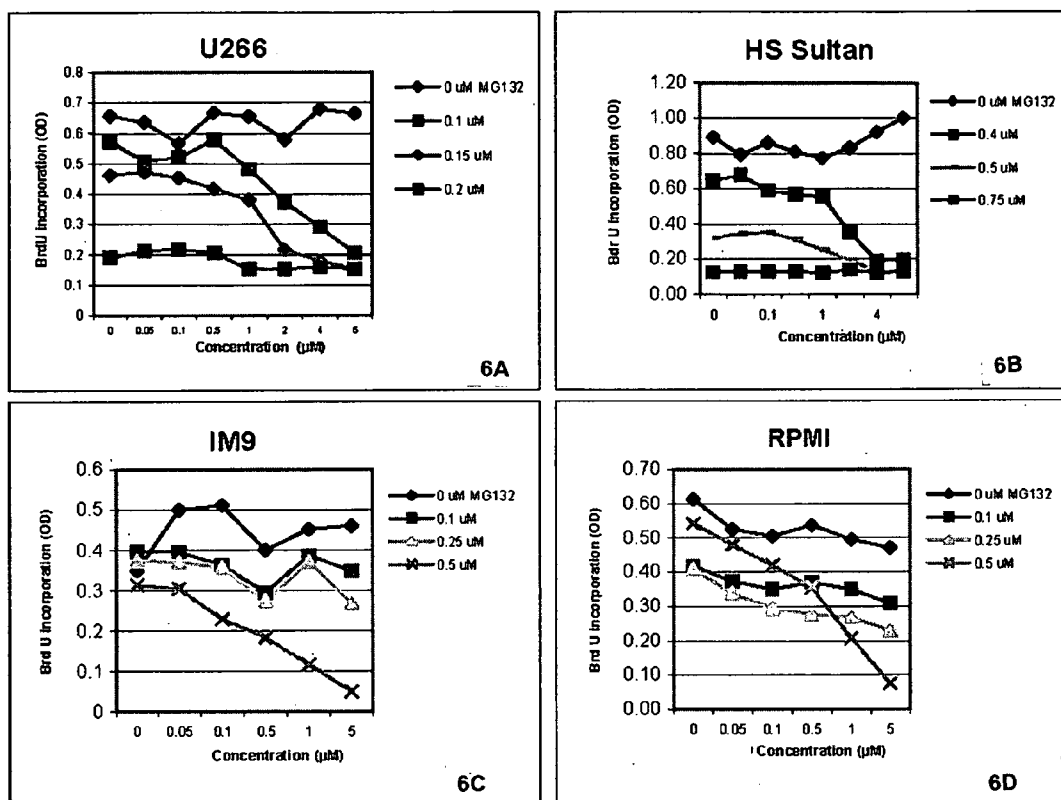 U266
0.8
0.7
0.6
0.5
0.4
0.3
0.2
0.1
0
BrdU Incorporation (OD)
0 0.05 0.1 0.5 1 2 4 5
Concentration (µM)
0 uM MG132
0.1 uM
0.15 uM
0.2 uM
6A
HS Sultan
1.20
1.00
0.80
0.60
0.40
0.20
0.00
Bdr U Incorporation (OD)
0 0.1 1 4
Concentration (µM)
0 uM MG132
0.4 uM
0.5 uM
0.75 uM
6B
IM9
0.6
0.5
0.4
0.3
0.2
0.1
0
Brd U Incorporation (OD)
0 0.05 0.1 0.5 1 5
Concentration (µM)
0 uM MG132
0.1 uM
0.25 uM
0.5 uM
6C
RPMI
0.70
0.60
0.50
0.40
0.30
0.20
0.10
0.00
Brd U Incorporation (OD)
0 0.05 0.1 0.5 1 5
Concentration (µM)
0 uM MG132
0.1 uM
0.25 uM
0.5 uM
6D